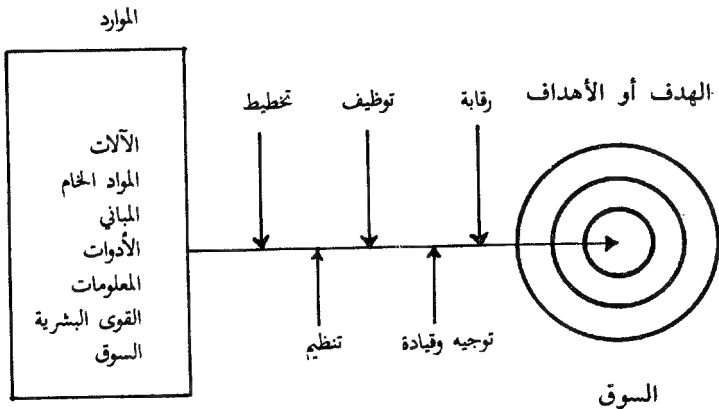 الموارد
الهدف أو الأهداف
رقابة
توظيف
تخطيط
الآلات
المواد الخام
المباني
الأدوات
المعلومات
القوى البشرية
السوق
توجيه وقيادة
تنظيم
السوق